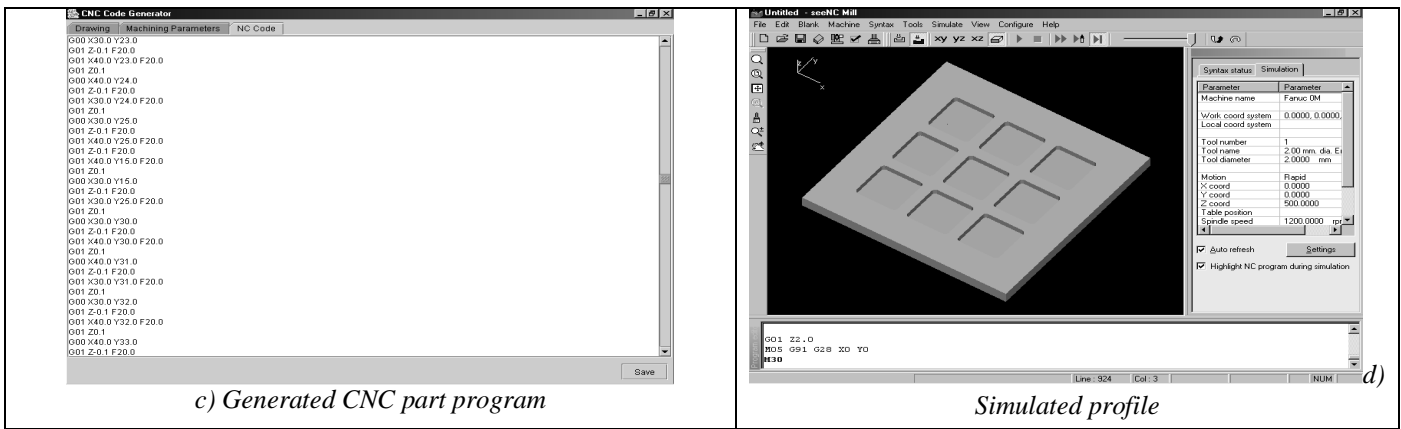 CNC Code Generator
Drawing Machining Parameters NC Code
G00 X30.0 Y23.0
G01 Z-0.1 F20.0
G01 X40.0 Y23.0 F20.0
G01 Z0.1
G00 X40.0 Y24.0
G01 Z-0.1 F20.0
G01 X30.0 Y24.0 F20.0
G01 Z0.1
G00 X30.0 Y25.0
G01 Z-0.1 F20.0
G01 X40.0 Y25.0 F20.0
G01 Z-0.1 F20.0
G01 X40.0 Y15.0 F20.0
G01 Z0.1
G00 X30.0 Y15.0
G01 Z-0.1 F20.0
G01 X30.0 Y25.0 F20.0
G01 Z0.1
G00 X30.0 Y30.0
G01 Z-0.1 F20.0
G01 X40.0 Y30.0 F20.0
G01 Z0.1
G00 X40.0 Y31.0
G01 Z-0.1 F20.0
G01 X30.0 Y31.0 F20.0
G01 Z0.1
G00 X30.0 Y32.0
G01 Z-0.1 F20.0
G01 X40.0 Y32.0 F20.0
G01 Z0.1
G00 X40.0 Y33.0
G01 Z-0.1 F20.0
Save
c) Generated CNC part program
Untitled - seeNC Mill
File Edit Blank Machine Syntax Tools Simulate View Configure Help
xy yz xz
z y
x
Syntax status Simulation
Parameter Parameter
Machine name Fanuc 0M
Work coord system 0.0000, 0.0000,
Local coord system
Tool number 1
Tool name 2.00 mm. dia. E
Tool diameter 2.0000 mm
Motion Rapid
X coord 0.0000
Y coord 0.0000
Z coord 500.0000
Table position
Spindle speed 1200.0000 rpr
Auto refresh Settings
Highlight NC program during simulation
G01 Z2.0
M05 G91 G28 X0 Y0
M30
Line : 924 Col : 3 NUM
d)
Simulated profile